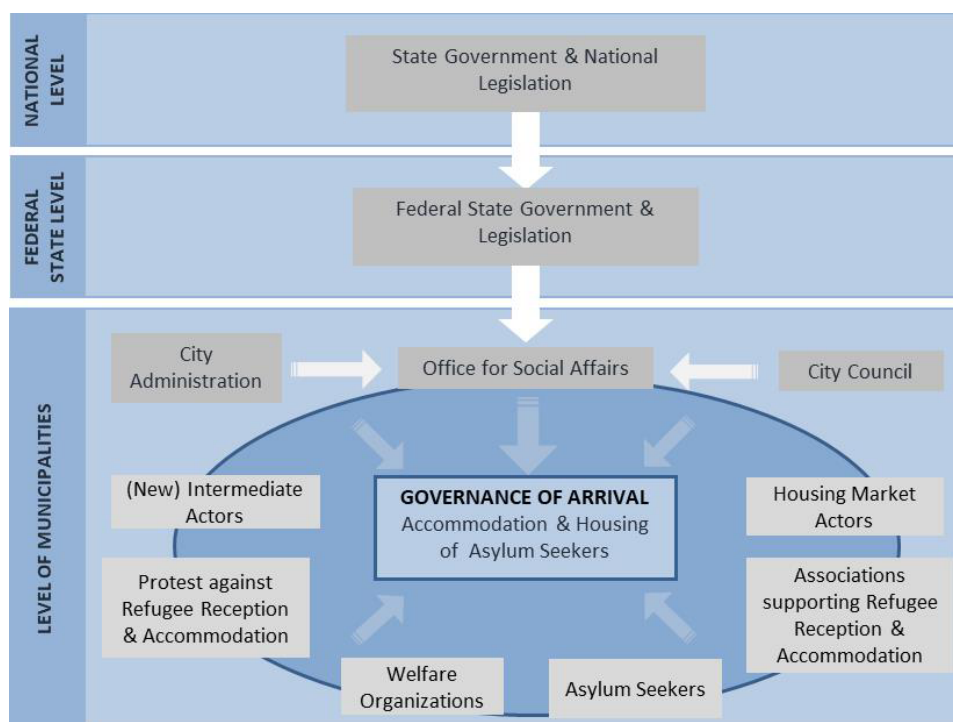 NATIONAL
LEVEL
State Government & National
Legislation
FEDERAL
STATE LEVEL
Federal State Government &
Legislation
LEVEL OF MUNICIPALITIES
City
Administration
Office for Social Affairs
City Council
(New) Intermediate
Actors
GOVERNANCE OF ARRIVAL
Accommodation & Housing
of Asylum Seekers
Housing Market
Actors
Protest against
Refugee Reception
& Accommodation
Associations
supporting Refugee
Reception &
Accommodation
Welfare
Organizations
Asylum Seekers